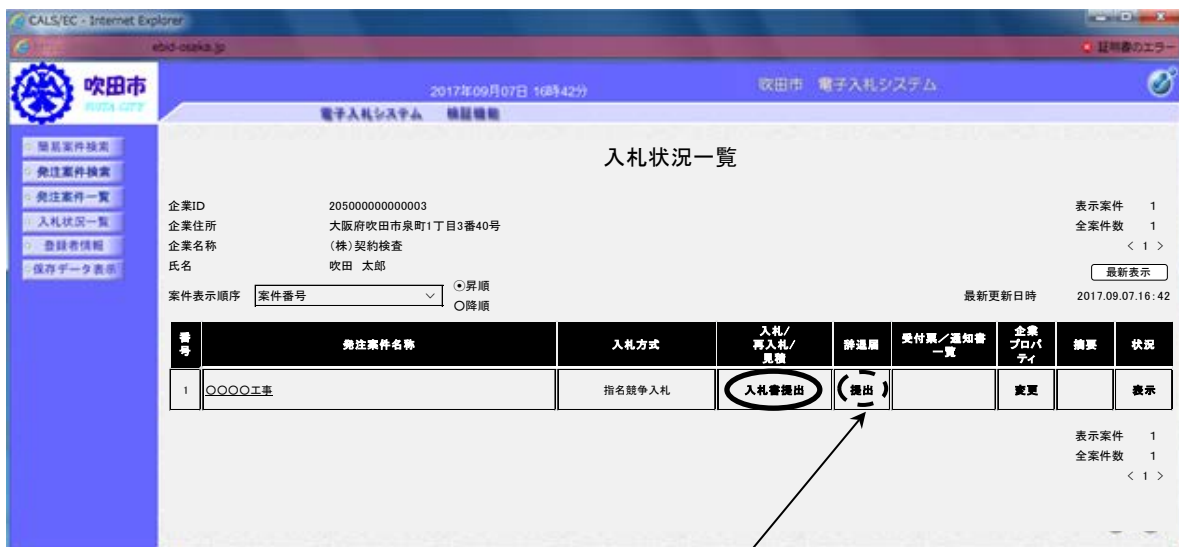 CALS/EC - Internet Explorer
ebid-osaka.jp
証明書のエラー
吹田市
SUITA CITY
2017年09月07日 16時42分
吹田市 電子入札システム
電子入札システム 検証機能
簡易案件検索
発注案件検索
発注案件一覧
入札状況一覧
登録者情報
保存データ表示
入札状況一覧
企業ID 205000000000003
企業住所 大阪府吹田市泉町1丁目3番40号
企業名称 (株)契約検査
氏名 吹田 太郎
表示案件 1
全案件数 1
< 1 >
最新表示
案件表示順序 案件番号
昇順
降順
最新更新日時 2017.09.07.16:42
番号 発注案件名称 入札方式 入札/再入札/見積 辞退届 受付票/通知書一覧 企業プロパティ 摘要 状況
1 ○○○○工事 指名競争入札 入札書提出 提出 変更 表示
表示案件 1
全案件数 1
< 1 >